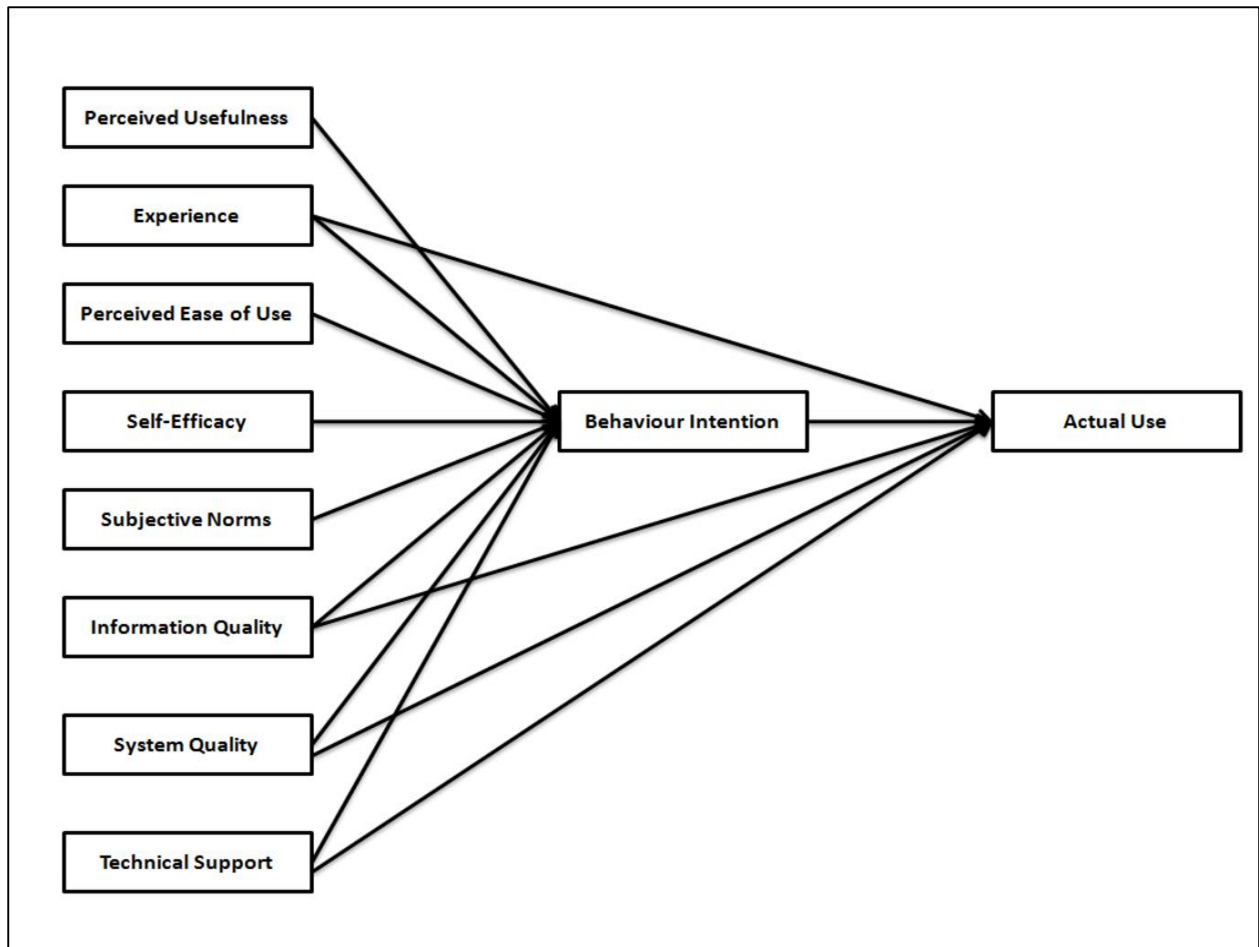 Perceived Usefulness
Experience
Perceived Ease of Use
Self-Efficacy
Behaviour Intention
Actual Use
Subjective Norms
Information Quality
System Quality
Technical Support